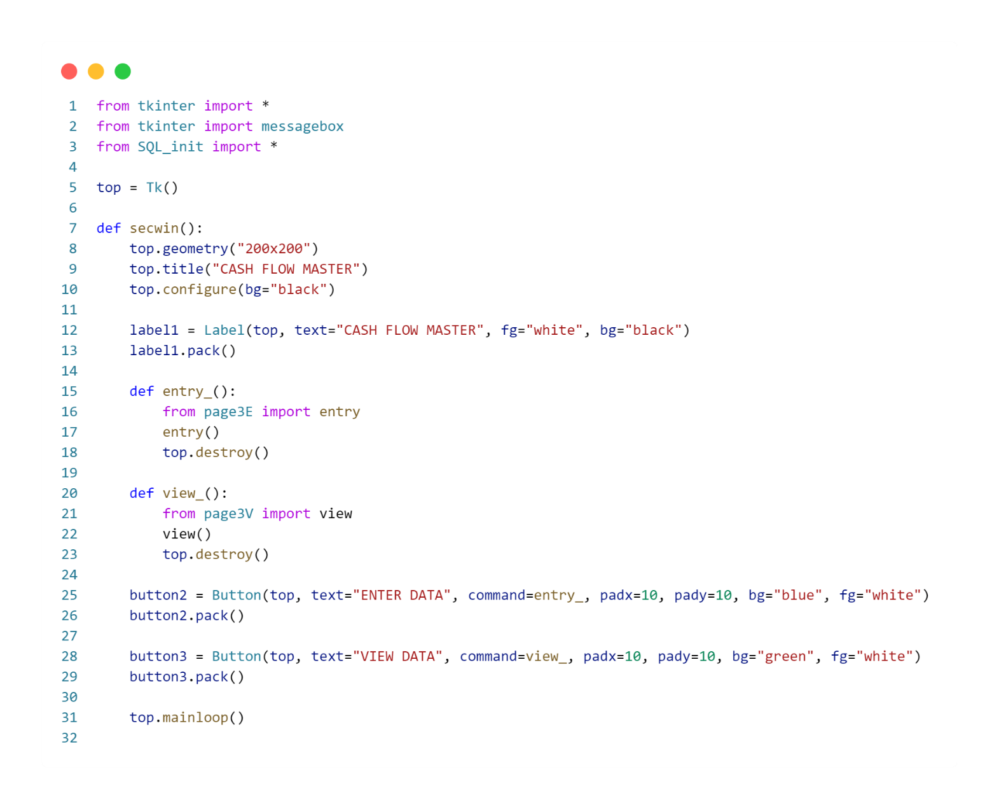 1 from tkinter import *
2 from tkinter import messagebox
3 from SQL_init import *
4
5 top = Tk()
6
7 def secwin():
8     top.geometry("200x200")
9     top.title("CASH FLOW MASTER")
10     top.configure(bg="black")
11
12     label1 = Label(top, text="CASH FLOW MASTER", fg="white", bg="black")
13     label1.pack()
14
15     def entry_():
16         from page3E import entry
17         entry()
18         top.destroy()
19
20     def view_():
21         from page3V import view
22         view()
23         top.destroy()
24
25     button2 = Button(top, text="ENTER DATA", command=entry_, padx=10, pady=10, bg="blue", fg="white")
26     button2.pack()
27
28     button3 = Button(top, text="VIEW DATA", command=view_, padx=10, pady=10, bg="green", fg="white")
29     button3.pack()
30
31     top.mainloop()
32